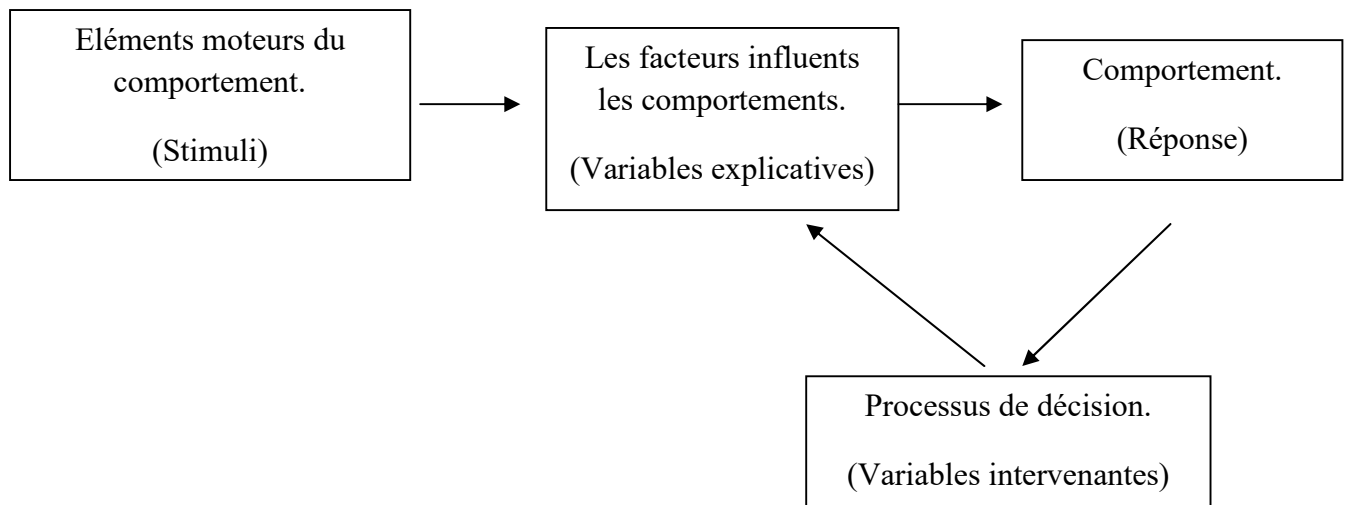 Eléments moteurs du
comportement.
(Stimuli)
Les facteurs influents
les comportements.
(Variables explicatives)
Comportement.
(Réponse)
Processus de décision.
(Variables intervenantes)